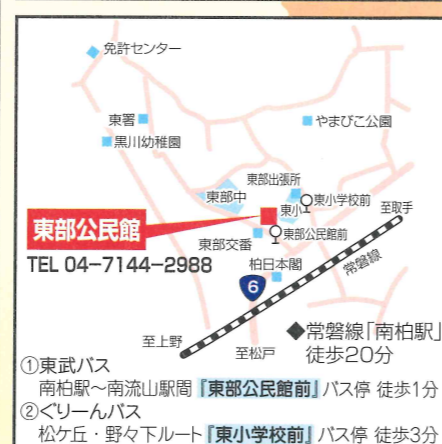 免許センター
東署
黒川幼稚園
やまびこ公園
東部出張所
東部中
東小
東小学校前
至取手
東部公民館
東部交番
東部公民館前
TEL 04-7144-2988
柏日本閣
6
常磐線
至上野
至松戸
◆常磐線「南柏駅」
徒歩20分
①東武バス
南柏駅～南流山駅間『東部公民館前』バス停 徒歩1分
②ぐりーんバス
松ケ丘・野々下ルート『東小学校前』バス停 徒歩3分